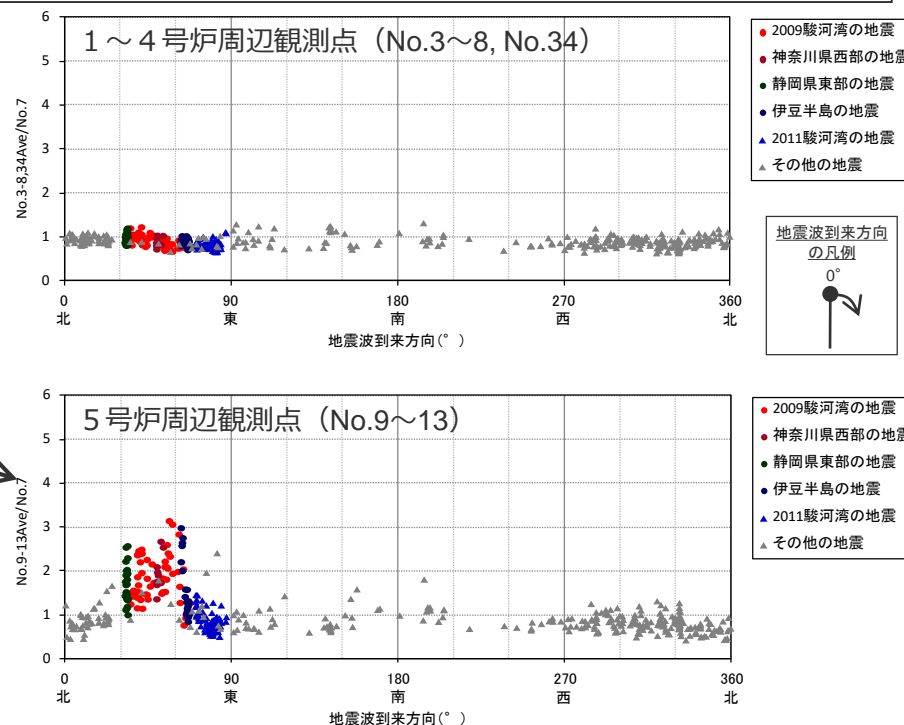 1~4号炉周辺観測点（No.3~8, No.34）
No.3-8,34Ave/No.7
6
5
4
3
2
1
0
0
90
180
270
360
北
東
南
西
北
地震波到来方向(°)
2009駿河湾の地震
神奈川県西部の地震
静岡県東部の地震
伊豆半島の地震
2011駿河湾の地震
その他の地震
地震波到来方向
の凡例
0°
5号炉周辺観測点（No.9~13）
No.9-13Ave/No.7
6
5
4
3
2
1
0
0
90
180
270
360
北
東
南
西
北
地震波到来方向(°)
2009駿河湾の地震
神奈川県西部の地震
静岡県東部の地震
伊豆半島の地震
2011駿河湾の地震
その他の地震